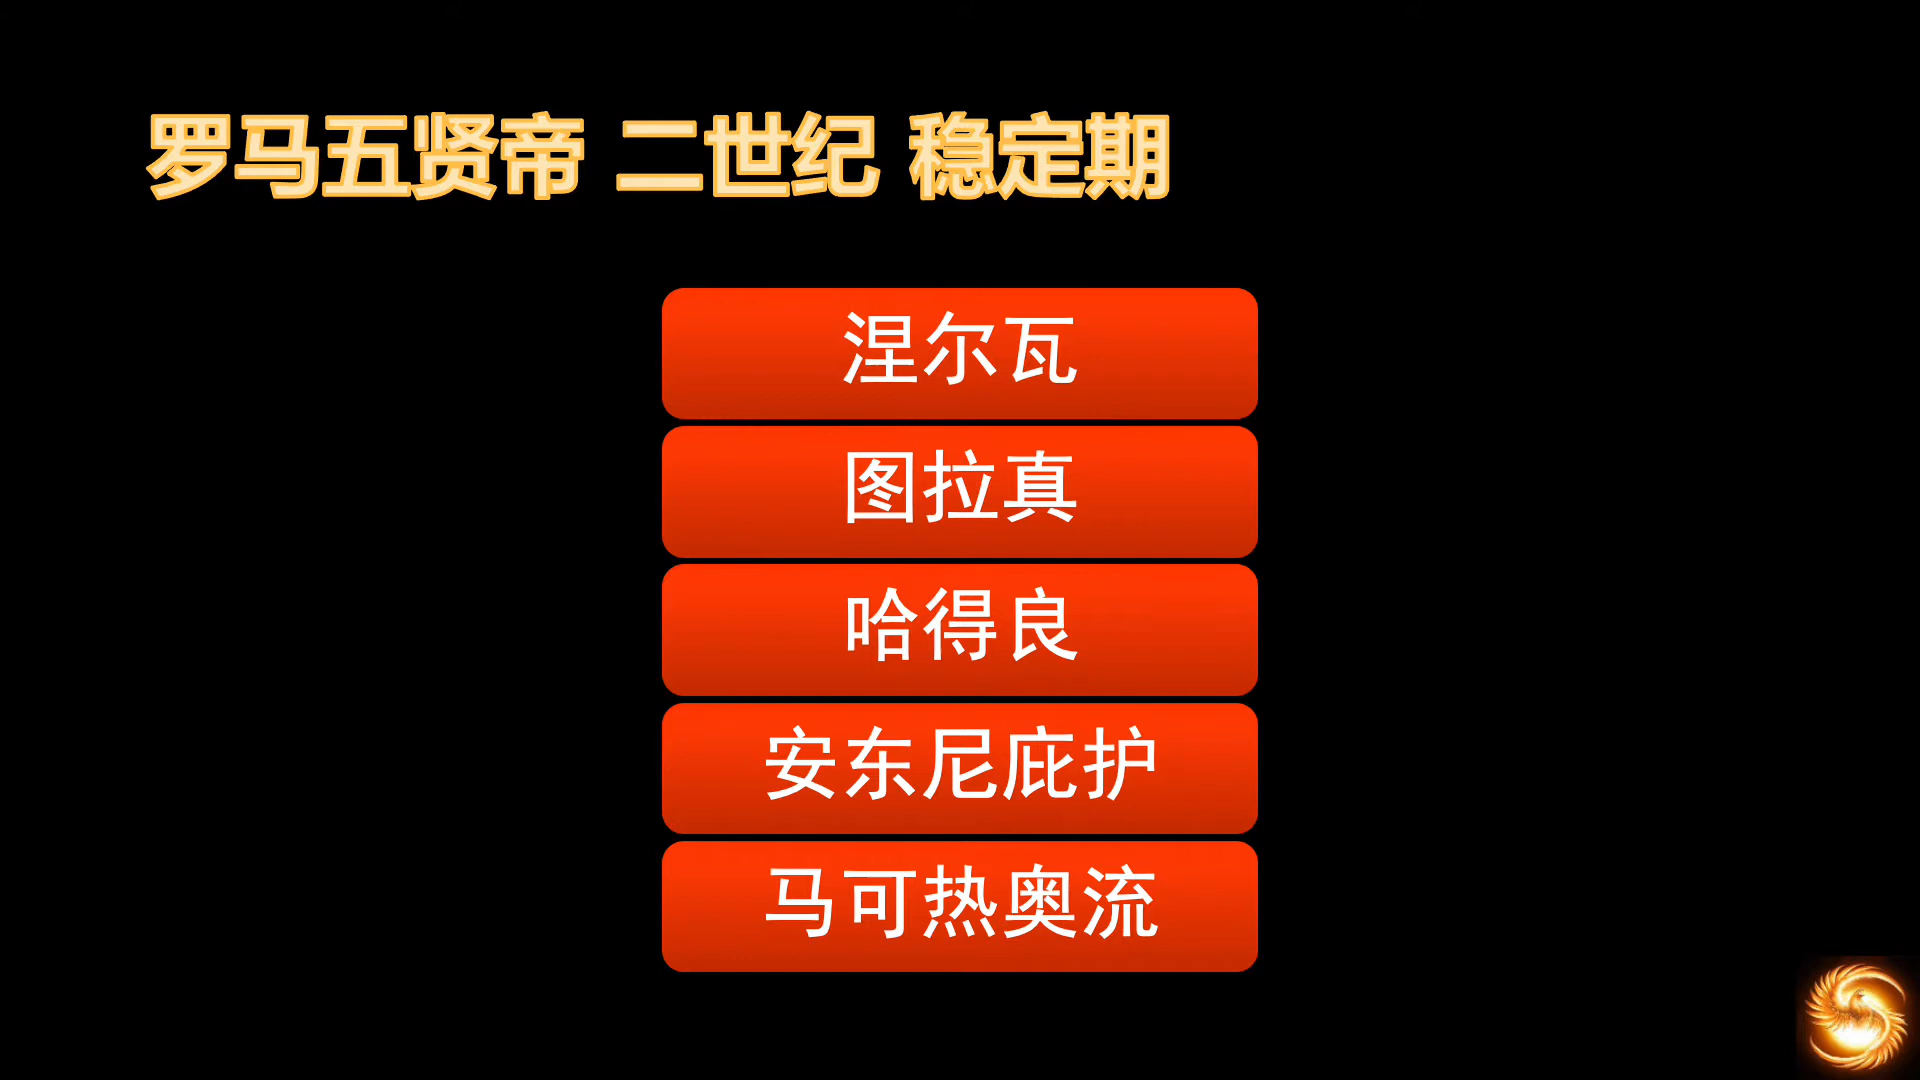 罗马五贤帝 二世纪 稳定期
涅尔瓦
图拉真
哈得良
安东尼庇护
马可热奥流